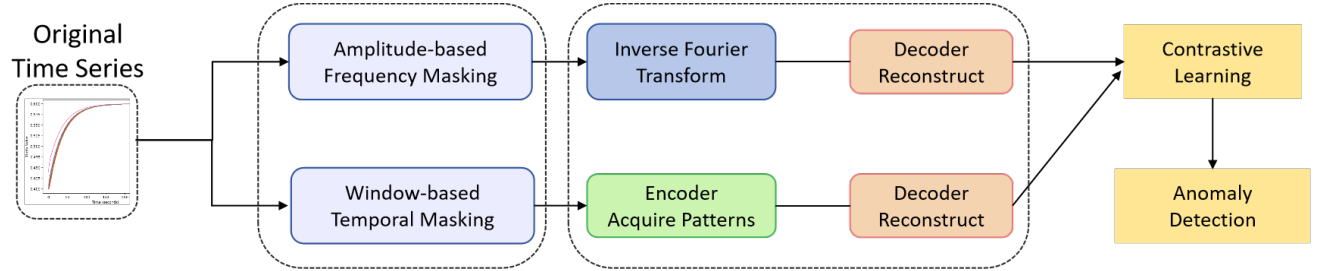 Original
Time Series
Amplitude-based
Frequency Masking
Inverse Fourier
Transform
Decoder
Reconstruct
Contrastive
Learning
Window-based
Temporal Masking
Encoder
Acquire Patterns
Decoder
Reconstruct
Anomaly
Detection